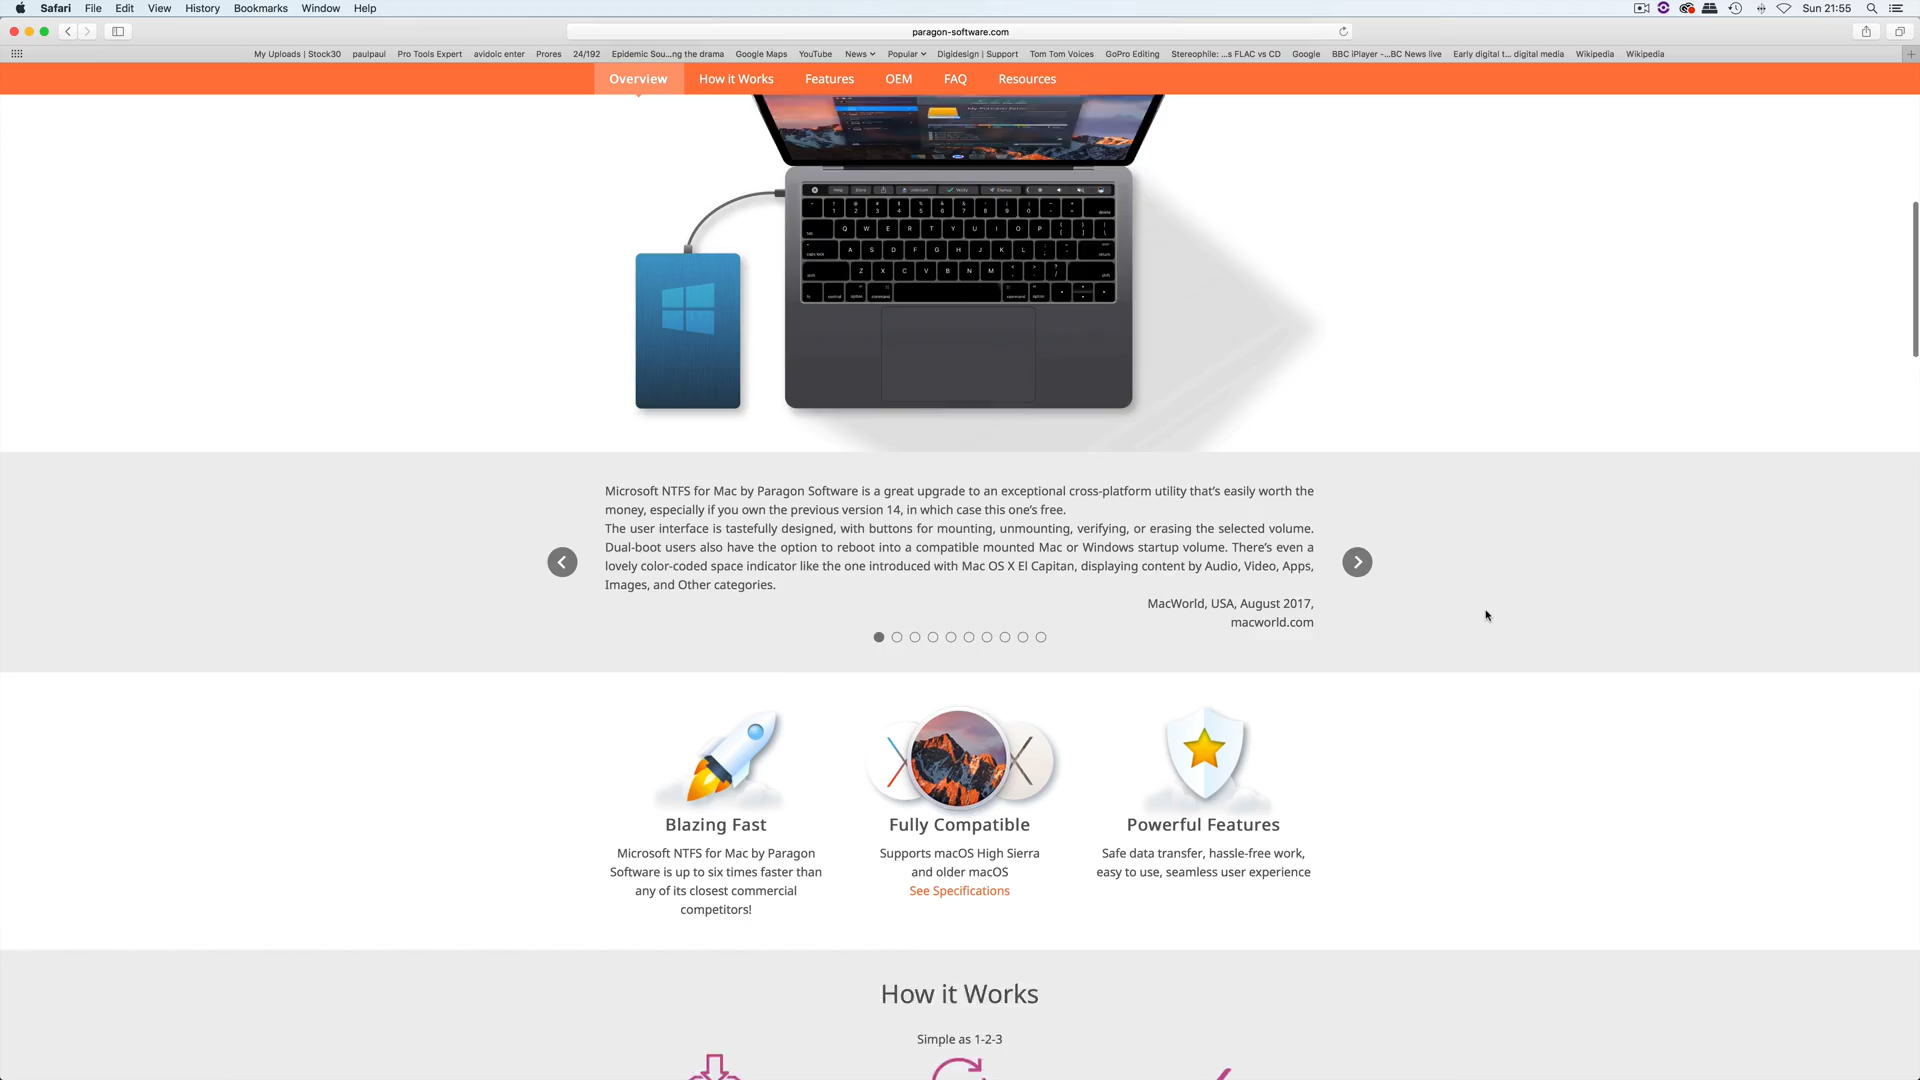 Safari File Edit View History Bookmarks Window Help
Sun 21:55
paragon-software.com
My Uploads | Stock30 paulpaul Pro Tools Expert avidolc enter Prores 24/192 Epidemic Sou...ng the drama Google Maps YouTube News Popular Digidesign | Support Tom Tom Voices GoPro Editing Stereophile: ...s FLAC vs CD Google BBC iPlayer -...BC News live Early digital t... digital media Wikipedia Wikipedia
Overview How it Works Features OEM FAQ Resources
Q W E R T Y U I O P
A S D F G H J K L
Z X C V B N M
Microsoft NTFS for Mac by Paragon Software is a great upgrade to an exceptional cross-platform utility that's easily worth the
money, especially if you own the previous version 14, in which case this one's free.
The user interface is tastefully designed, with buttons for mounting, unmounting, verifying, or erasing the selected volume.
Dual-boot users also have the option to reboot into a compatible mounted Mac or Windows startup volume. There's even a
lovely color-coded space indicator like the one introduced with Mac OS X El Capitan, displaying content by Audio, Video, Apps,
Images, and Other categories.
MacWorld, USA, August 2017,
macworld.com
Blazing Fast
Microsoft NTFS for Mac by Paragon
Software is up to six times faster than
any of its closest commercial
competitors!
Fully Compatible
Supports macOS High Sierra
and older macOS
See Specifications
Powerful Features
Safe data transfer, hassle-free work,
easy to use, seamless user experience
How it Works
Simple as 1-2-3